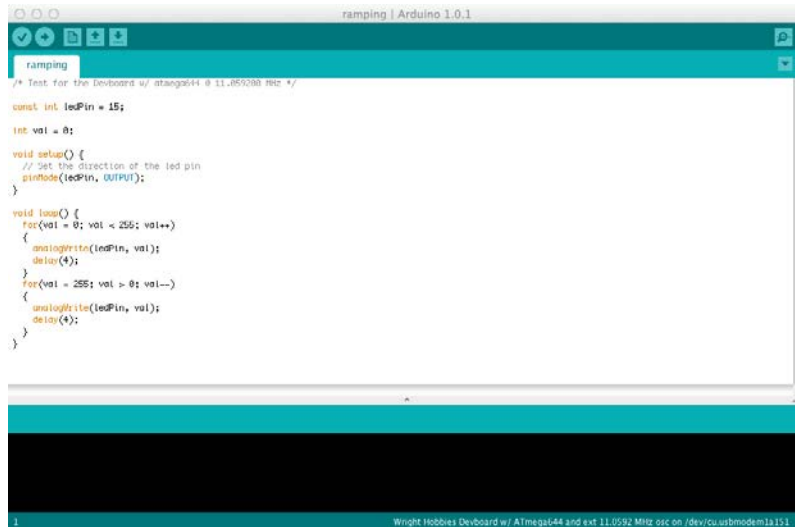 ramping | Arduino 1.0.1
ramping
/* Test for the Devboard w/ atmega644 @ 11.059200 MHz */
const int ledPin = 15;
int val = 0;
void setup() {
// Set the direction of the led pin
pinMode(ledPin, OUTPUT);
}
void loop() {
for(val = 0; val < 255; val++)
{
analogWrite(ledPin, val);
delay(4);
}
for(val = 255; val > 0; val--)
{
analogWrite(ledPin, val);
delay(4);
}
}
1 Wright Hobbies Devboard w/ ATmega644 and ext 11.0592 MHz osc on /dev/cu.usbmodem1a151